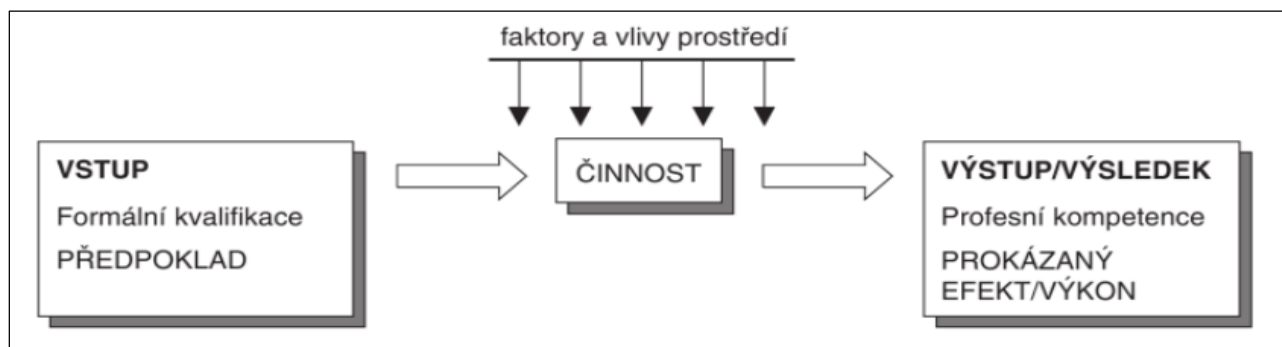 faktory a vlivy prostředí
VSTUP
Formální kvalifikace
PŘEDPOKLAD
ČINNOST
VÝSTUP/VÝSLEDEK
Profesní kompetence
PROKÁZANÝ
EFEKT/VÝKON